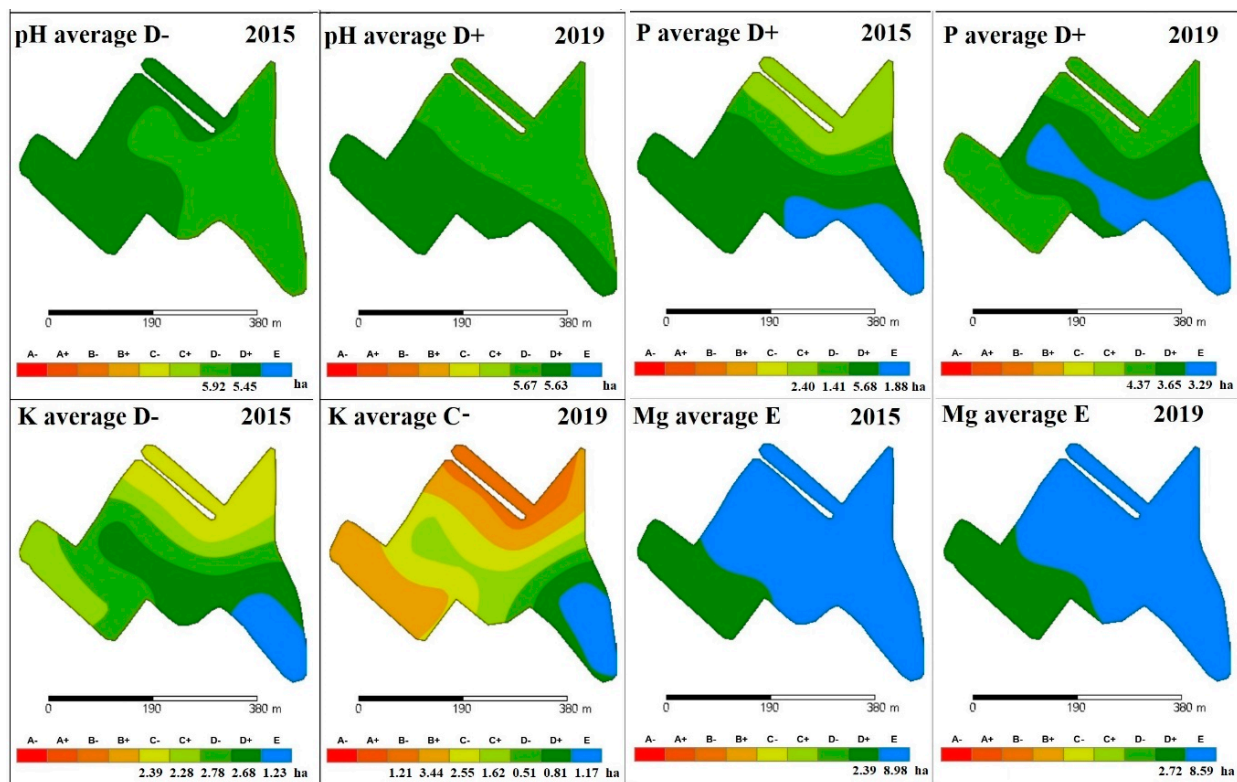 pH average D- 2015
0 190 380 m
A- A+ B- B+ C- C+ D- D+ E
5.92 5.45 ha
pH average D+ 2019
0 190 380 m
A- A+ B- B+ C- C+ D- D+ E
5.67 5.63 ha
P average D+ 2015
0 190 380 m
A- A+ B- B+ C- C+ D- D+ E
2.40 1.41 5.68 1.88 ha
P average D+ 2019
0 190 380 m
A- A+ B- B+ C- C+ D- D+ E
4.37 3.65 3.29 ha
K average D- 2015
0 190 380 m
A- A+ B- B+ C- C+ D- D+ E
2.39 2.28 2.78 2.68 1.23 ha
K average C- 2019
0 190 380 m
A- A+ B- B+ C- C+ D- D+ E
1.21 3.44 2.55 1.62 0.51 0.81 1.17 ha
Mg average E 2015
0 190 380 m
A- A+ B- B+ C- C+ D- D+ E
2.39 8.98 ha
Mg average E 2019
0 190 380 m
A- A+ B- B+ C- C+ D- D+ E
2.72 8.59 ha